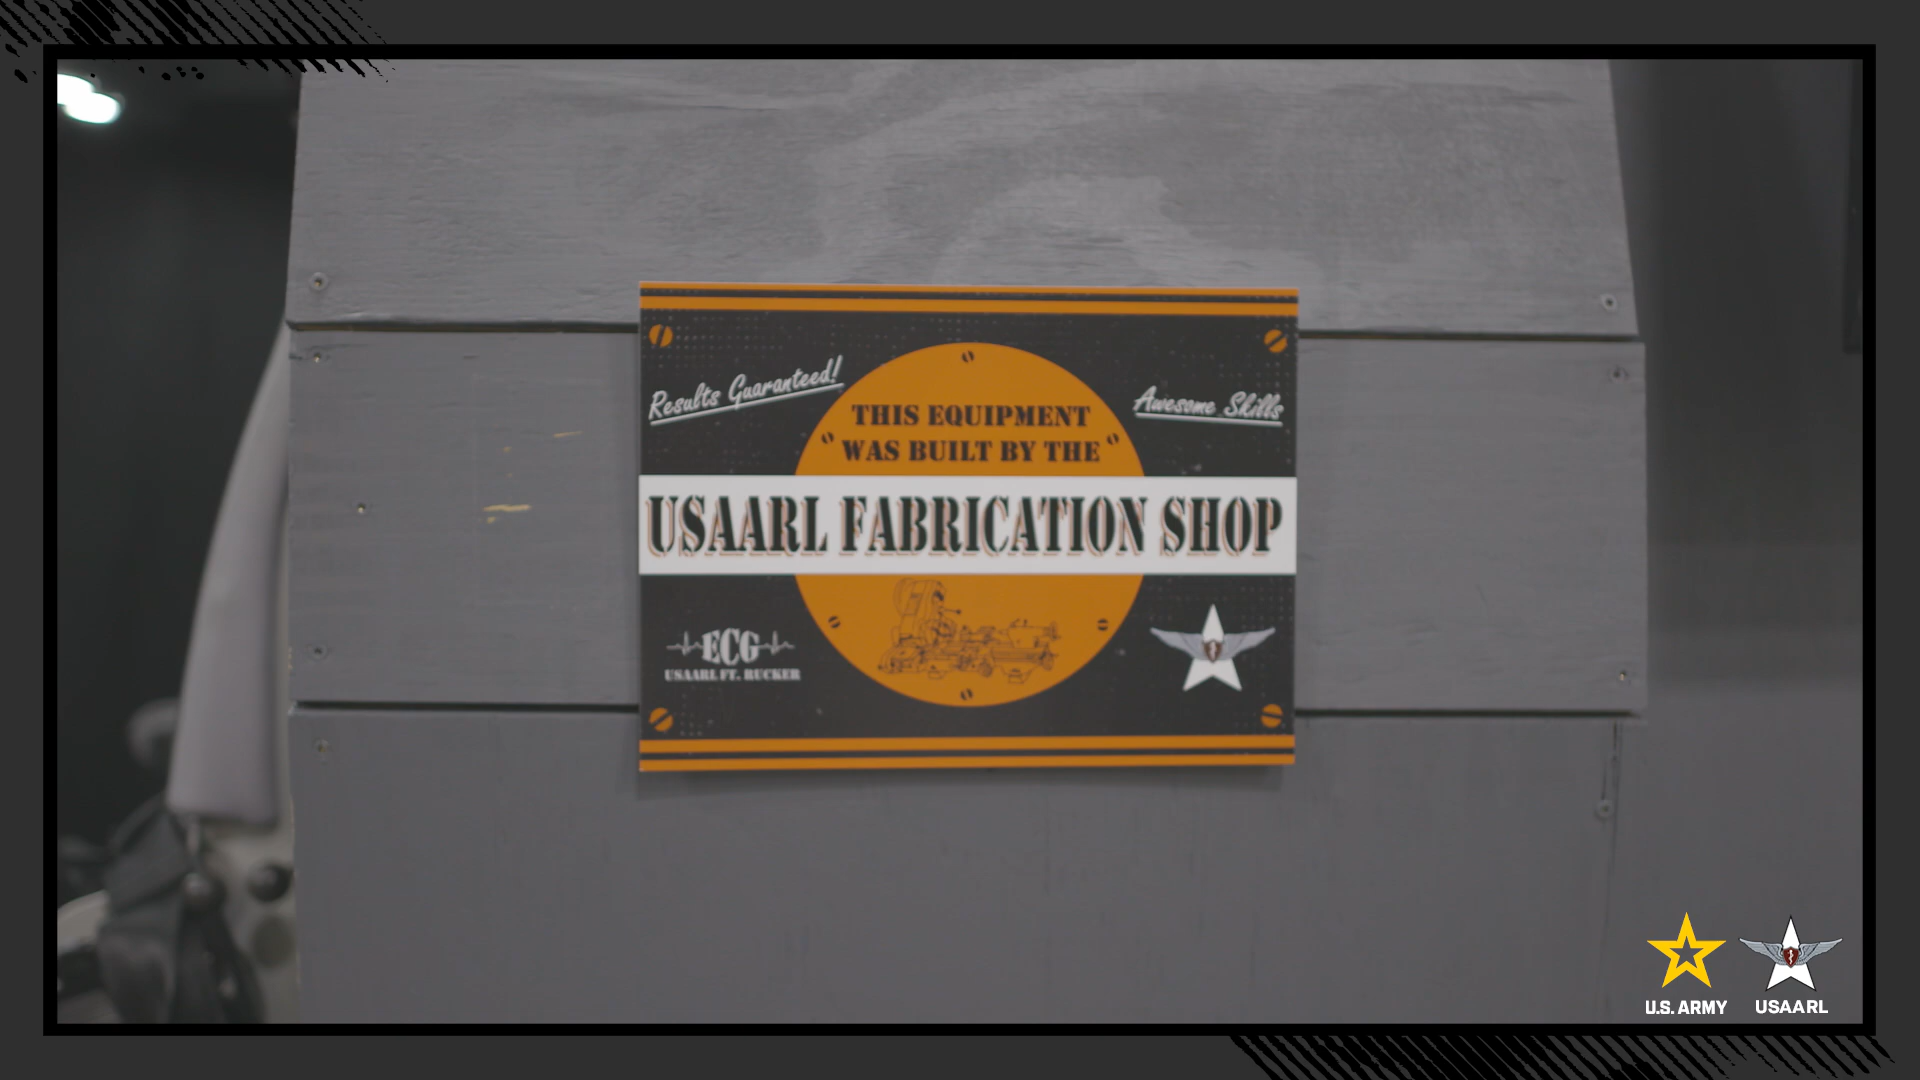 Results Guaranteed!
Awesome Skills
THIS EQUIPMENT
WAS BUILT BY THE
USAARL FABRICATION SHOP
ECG
USAARL FT. RUCKER
U.S. ARMY
USAARL